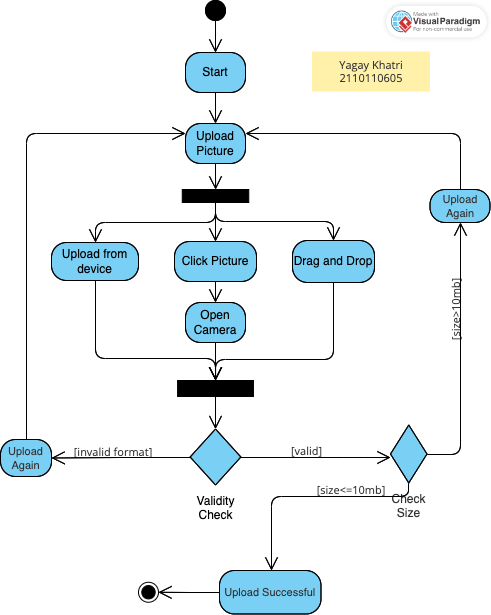 Made with
Visual Paradigm
For non-commercial use
Start
Yagay Khatri
2110110605
Upload
Picture
Upload
Again
Upload from
device
Click Picture
Drag and Drop
[size>10mb]
Open
Camera
Upload
Again
[invalid format]
[valid]
Validity
Check
[size<=10mb]
Check
Size
Upload Successful